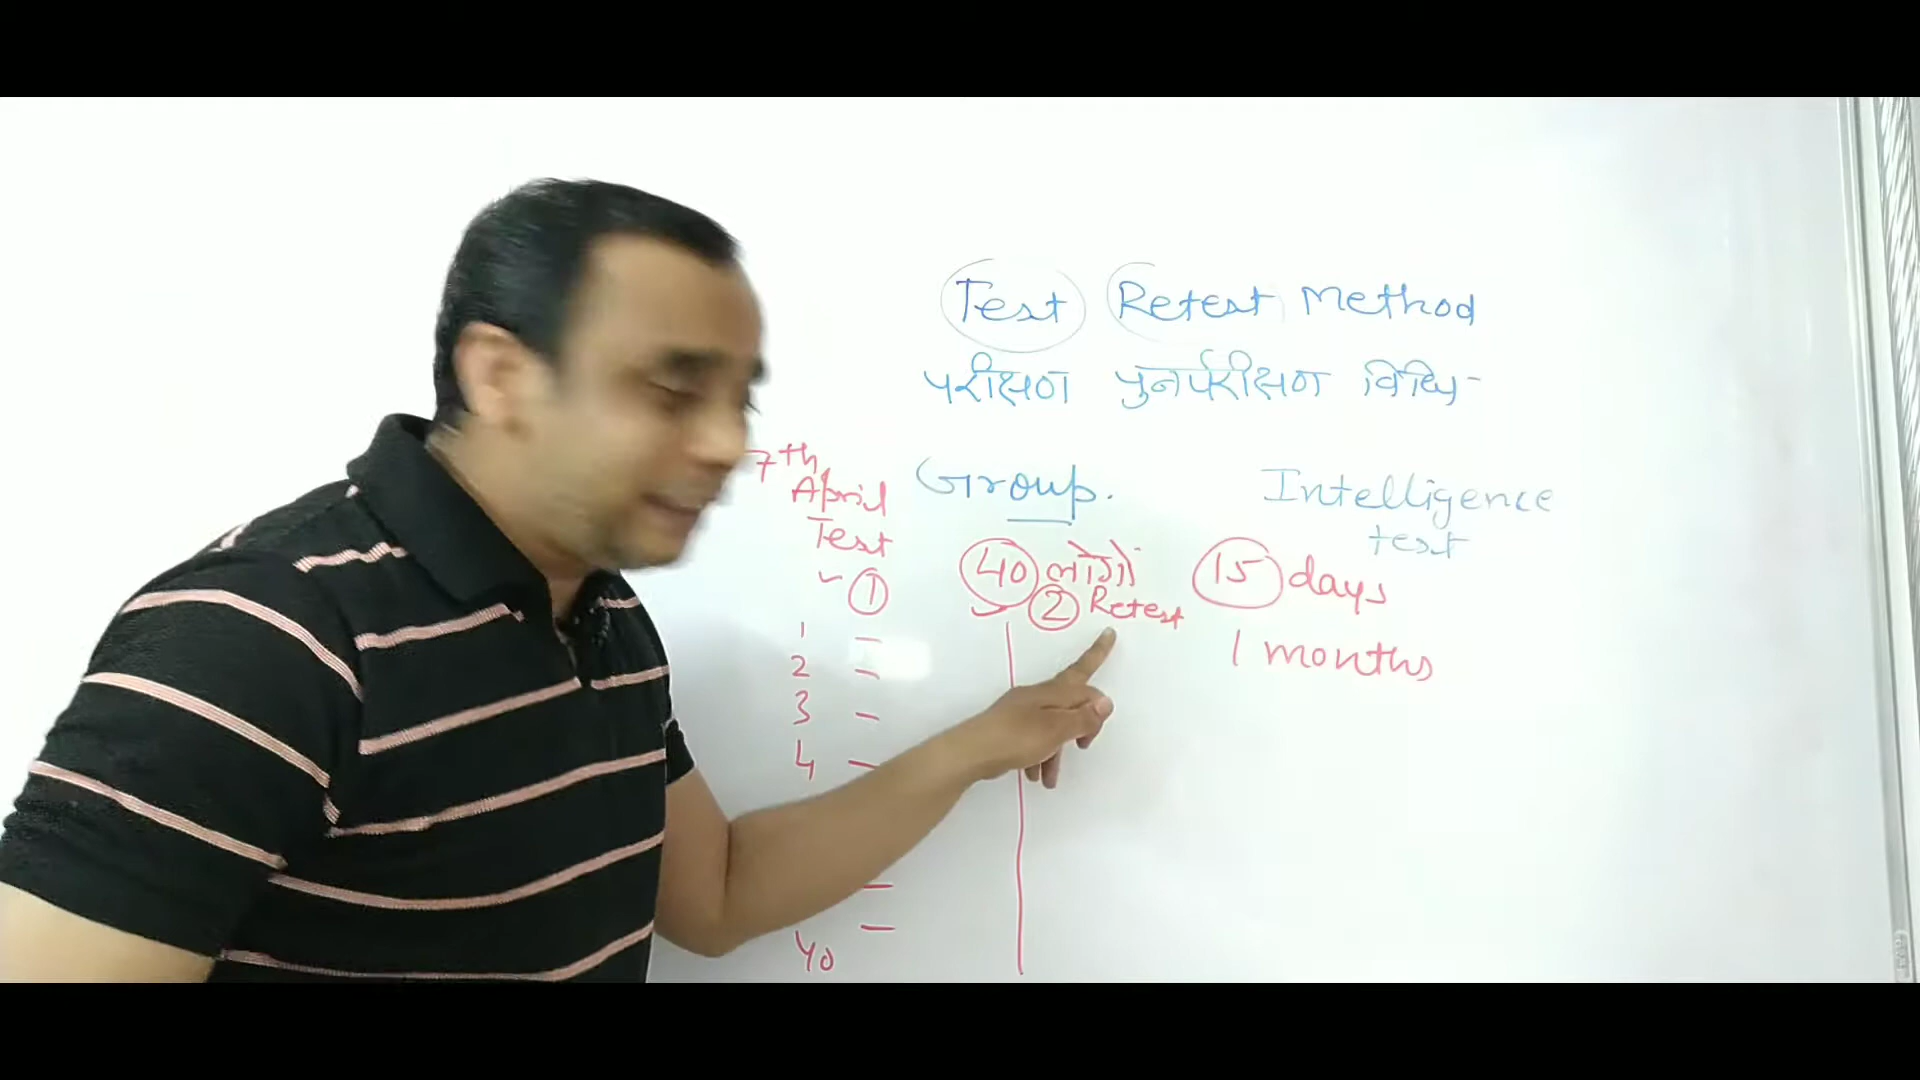 Test Retest Method
परीक्षण पुनर्परीक्षण विधि-
7th April
Test
1
Group.
Intelligence test
40 लोगों
15 days
2 Retest
1 months
1 –
2 –
3 –
4 –
–
–
40